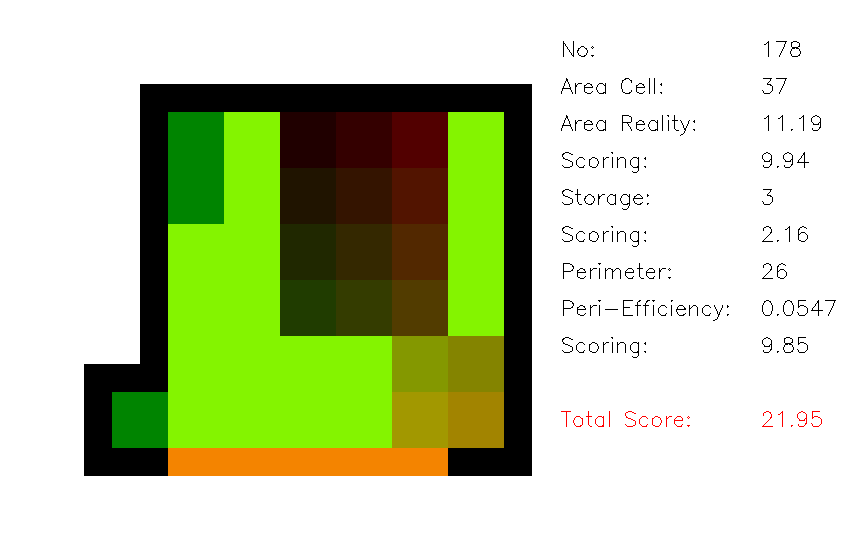 No: 178
Area Cell: 37
Area Reality: 11.19
Scoring: 9.94
Storage: 3
Scoring: 2.16
Perimeter: 26
Peri-Efficiency: 0.0547
Scoring: 9.85
Total Score: 21.95